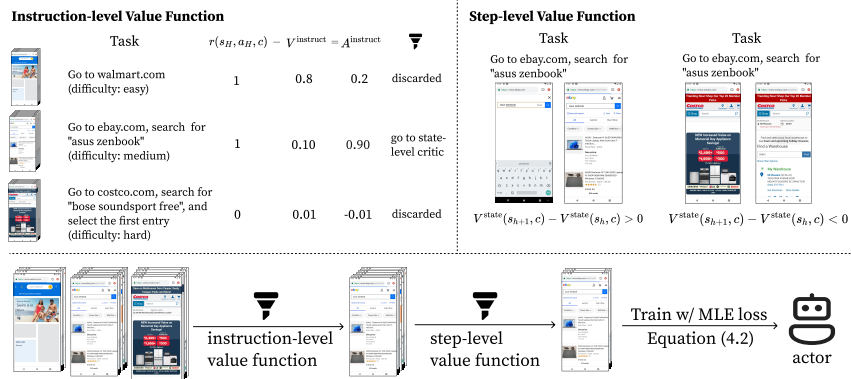 Instruction-level Value Function
Task
r(s_H, a_H, c) − V^instruct = A^instruct
Go to walmart.com
(difficulty: easy)
1
0.8
0.2
discarded
Go to ebay.com, search for
"asus zenbook"
(difficulty: medium)
1
0.10
0.90
go to state-
level critic
Go to costco.com, search for
"bose soundsport free", and
select the first entry
(difficulty: hard)
0
0.01
-0.01
discarded
Step-level Value Function
Task
Go to ebay.com, search for
"asus zenbook"
V^state(s_{h+1}, c) − V^state(s_h, c) > 0
Task
Go to ebay.com, search for
"asus zenbook"
COSTCO
Find a Warehouse
My Warehouse
V^state(s_{h+1}, c) − V^state(s_h, c) < 0
instruction-level
value function
step-level
value function
Train w/ MLE loss
Equation (4.2)
actor